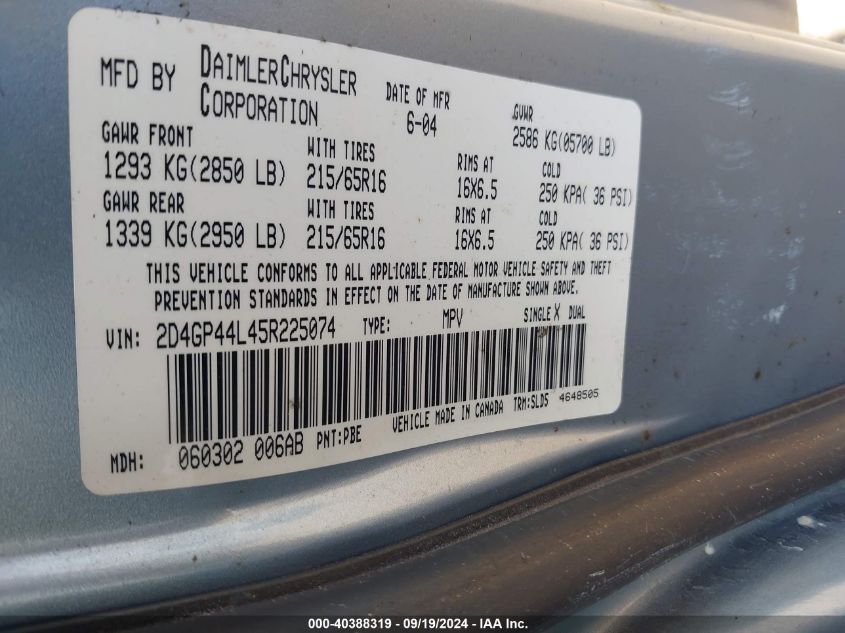 MFD BY DAIMLERCHRYSLER CORPORATION
DATE OF MFR 6-04
GVWR 2586 KG(05700 LB)
GAWR FRONT WITH TIRES RIMS AT COLD
1293 KG(2850 LB) 215/65R16 16X6.5 250 KPA( 36 PSI)
GAWR REAR WITH TIRES RIMS AT COLD
1339 KG(2950 LB) 215/65R16 16X6.5 250 KPA( 36 PSI)
THIS VEHICLE CONFORMS TO ALL APPLICABLE FEDERAL MOTOR VEHICLE SAFETY AND THEFT
PREVENTION STANDARDS IN EFFECT ON THE DATE OF MANUFACTURE SHOWN ABOVE.
VIN: 2D4GP44L45R225074 TYPE: MPV SINGLE X DUAL
MDH: 060302 006AB PNT:PBE VEHICLE MADE IN CANADA TRM:SLD5 4648505
000-40388319 / 09/19/2024 - IAA Inc.